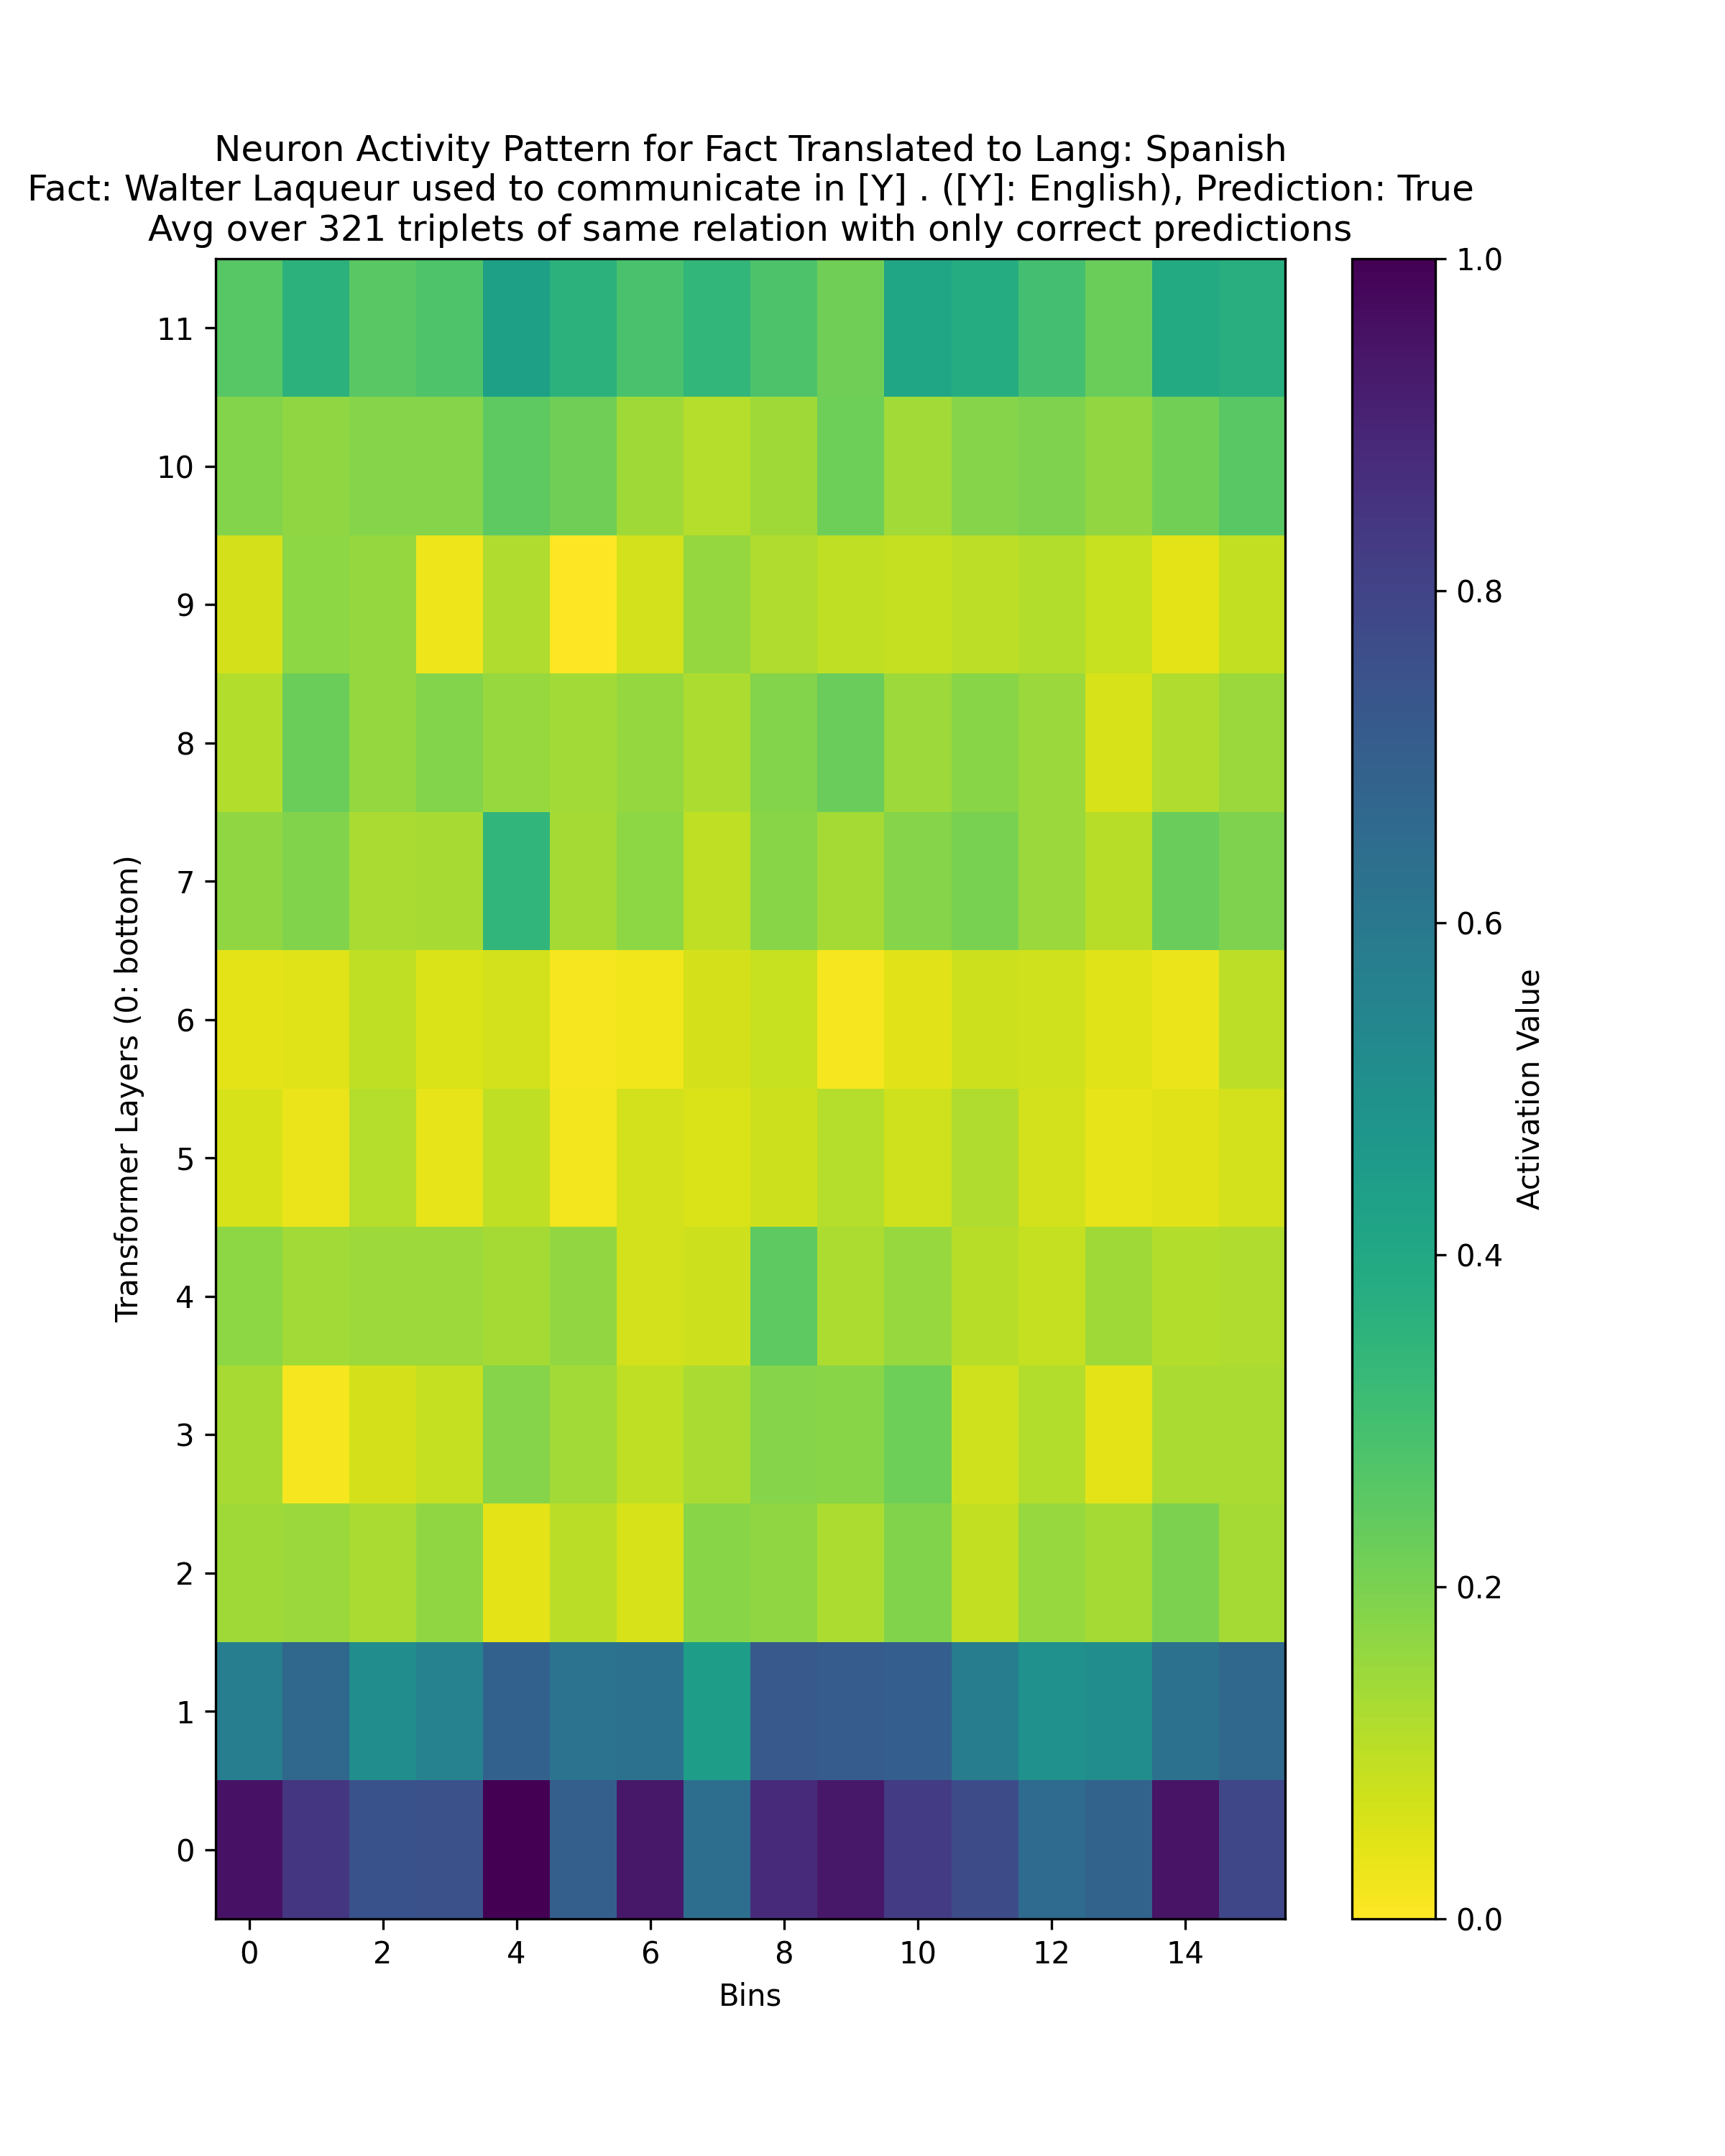 Neuron Activity Pattern for Fact Translated to Lang: Spanish
Fact: Walter Laqueur used to communicate in [Y] . ([Y]: English), Prediction: True
Avg over 321 triplets of same relation with only correct predictions
Transformer Layers (0: bottom)
11
10
9
8
7
6
5
4
3
2
1
0
0 2 4 6 8 10 12 14
Bins
1.0
0.8
0.6
0.4
0.2
0.0
Activation Value